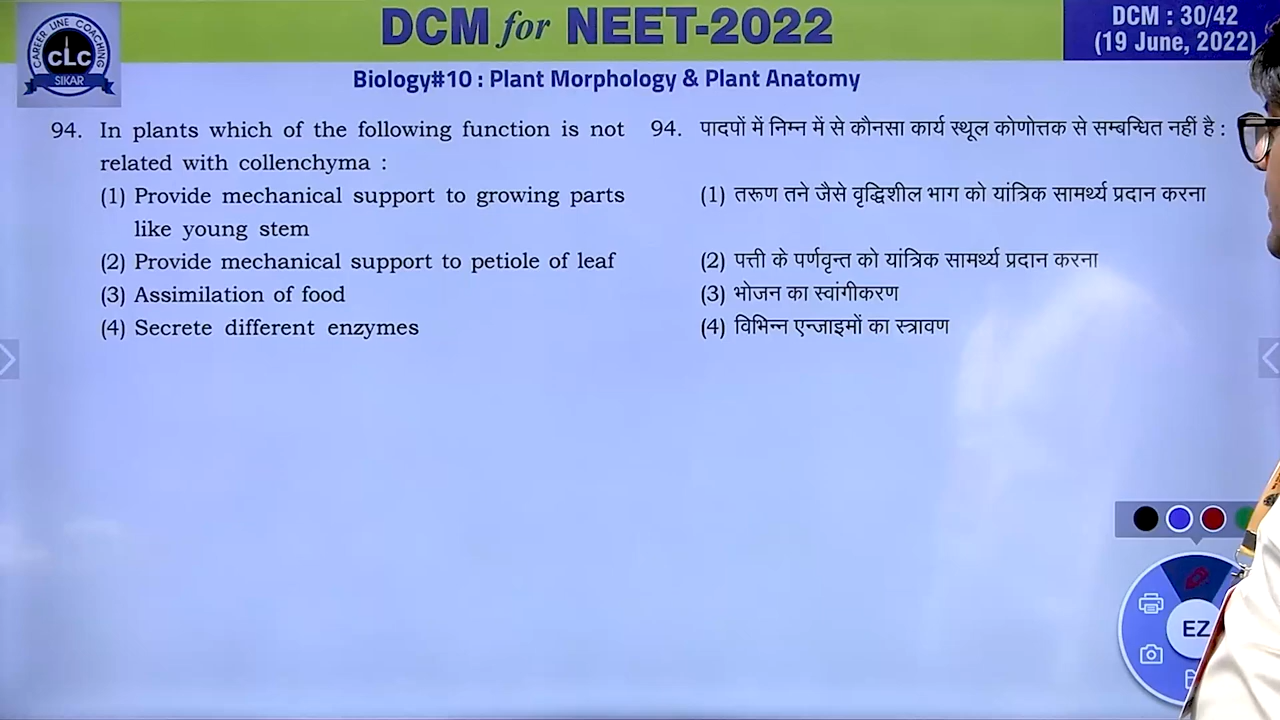 DCM for NEET-2022
DCM : 30/42
(19 June, 2022)
CAREER LINE COACHING
CLC
SIKAR
Biology#10 : Plant Morphology & Plant Anatomy
94. In plants which of the following function is not
related with collenchyma :
(1) Provide mechanical support to growing parts
like young stem
(2) Provide mechanical support to petiole of leaf
(3) Assimilation of food
(4) Secrete different enzymes
94. पादपों में निम्न में से कौनसा कार्य स्थूल कोणोत्तक से सम्बन्धित नहीं है :
(1) तरूण तने जैसे वृद्धिशील भाग को यांत्रिक सामर्थ्य प्रदान करना
(2) पत्ती के पर्णवृन्त को यांत्रिक सामर्थ्य प्रदान करना
(3) भोजन का स्वांगीकरण
(4) विभिन्न एन्जाइमों का स्त्रावण
EZ